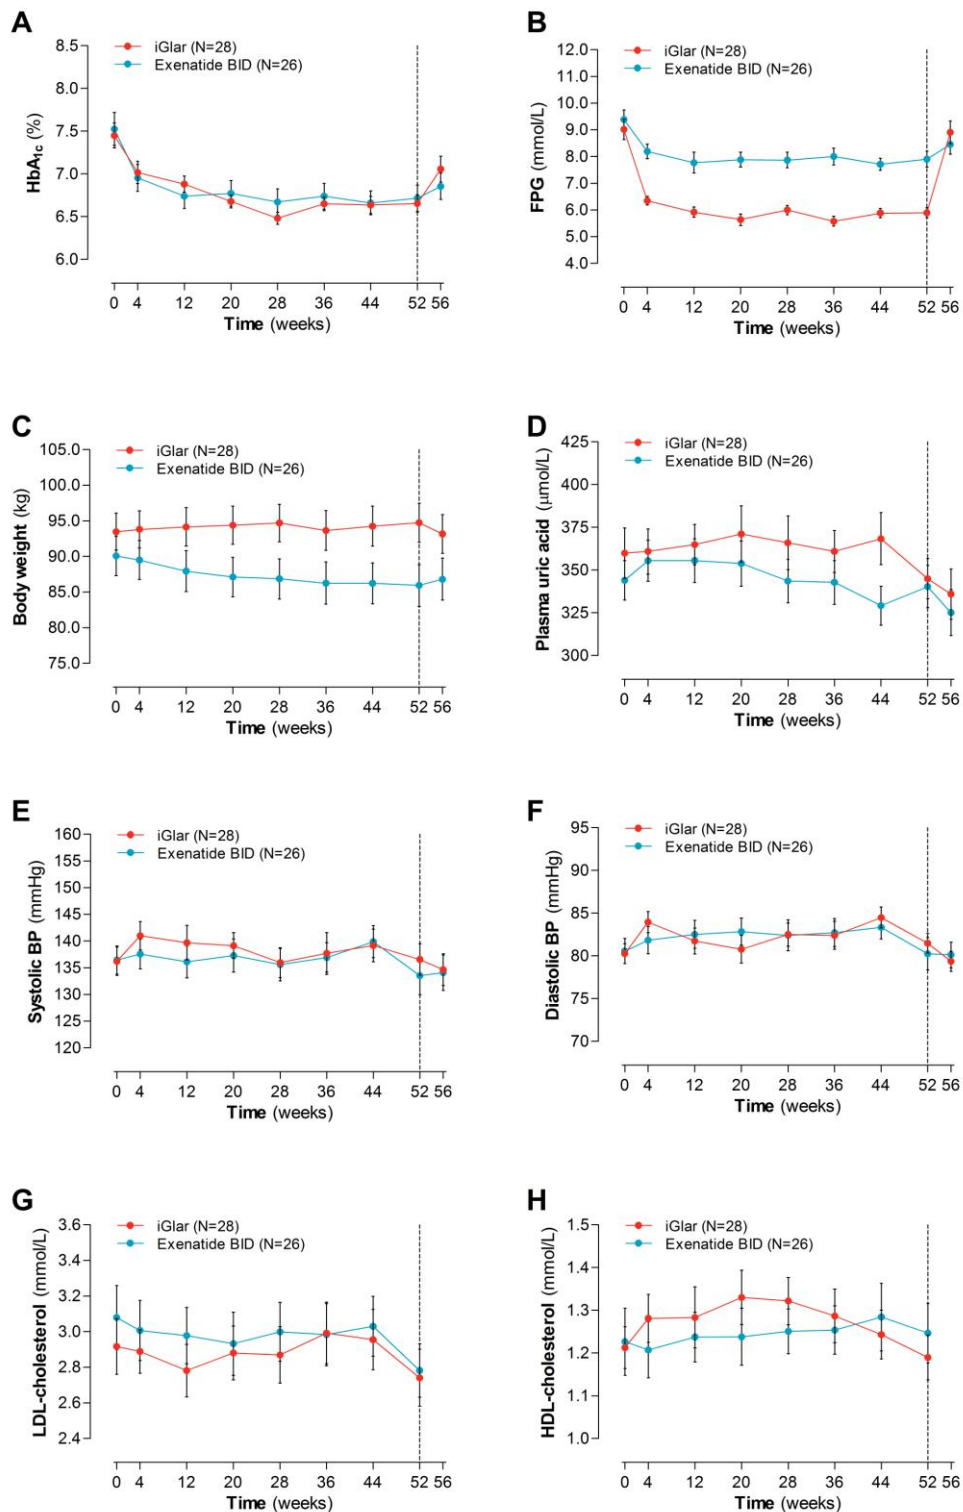 A
iGlar (N=28)
Exenatide BID (N=26)
HbA1c (%)
8.5
8.0
7.5
7.0
6.5
6.0
0 4 12 20 28 36 44 52 56
Time (weeks)
B
iGlar (N=28)
Exenatide BID (N=26)
FPG (mmol/L)
12.0
11.0
10.0
9.0
8.0
7.0
6.0
5.0
4.0
0 4 12 20 28 36 44 52 56
Time (weeks)
C
iGlar (N=28)
Exenatide BID (N=26)
Body weight (kg)
105.0
100.0
95.0
90.0
85.0
80.0
75.0
0 4 12 20 28 36 44 52 56
Time (weeks)
D
iGlar (N=28)
Exenatide BID (N=26)
Plasma uric acid (μmol/L)
425
400
375
350
325
300
0 4 12 20 28 36 44 52 56
Time (weeks)
E
iGlar (N=28)
Exenatide BID (N=26)
Systolic BP (mmHg)
160
155
150
145
140
135
130
125
120
0 4 12 20 28 36 44 52 56
Time (weeks)
F
iGlar (N=28)
Exenatide BID (N=26)
Diastolic BP (mmHg)
95
90
85
80
75
70
0 4 12 20 28 36 44 52 56
Time (weeks)
G
iGlar (N=28)
Exenatide BID (N=26)
LDL-cholesterol (mmol/L)
3.6
3.4
3.2
3.0
2.8
2.6
2.4
0 4 12 20 28 36 44 52 56
Time (weeks)
H
iGlar (N=28)
Exenatide BID (N=26)
HDL-cholesterol (mmol/L)
1.5
1.4
1.3
1.2
1.1
1.0
0 4 12 20 28 36 44 52 56
Time (weeks)